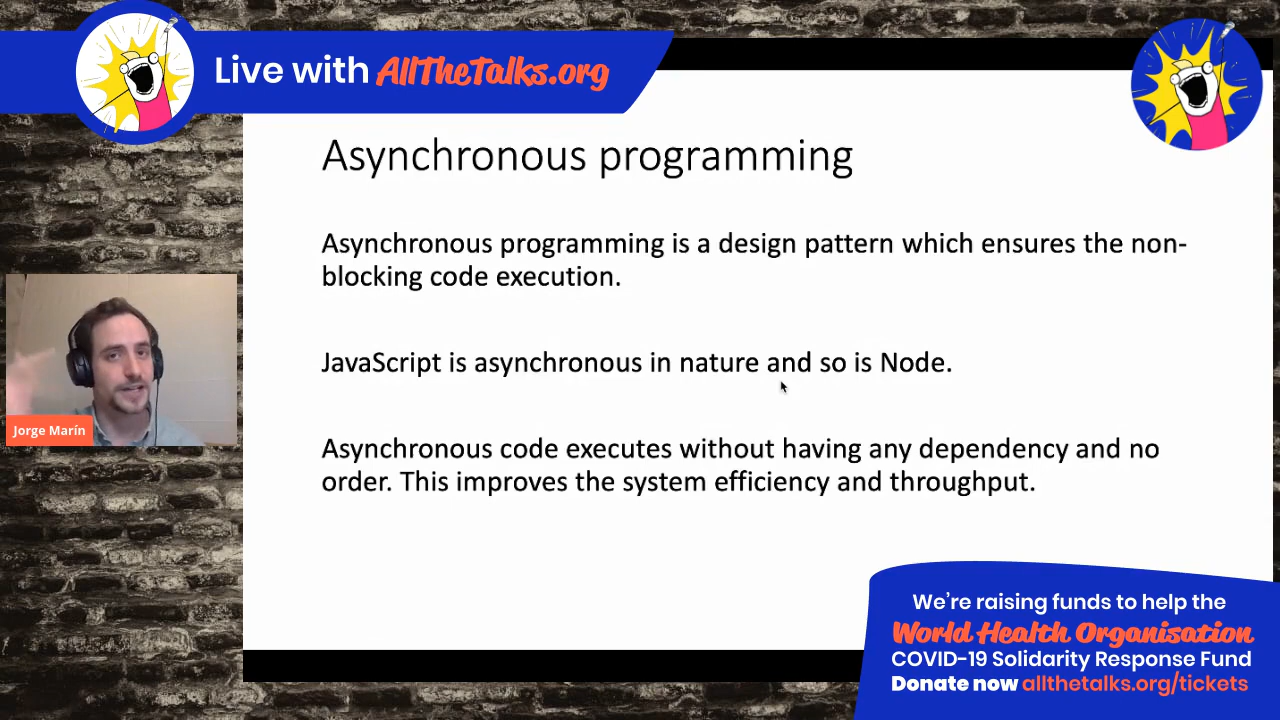 Live with AllTheTalks.org
Asynchronous programming
Asynchronous programming is a design pattern which ensures the non-
blocking code execution.
JavaScript is asynchronous in nature and so is Node.
Asynchronous code executes without having any dependency and no
order. This improves the system efficiency and throughput.
Jorge Marín
We're raising funds to help the
World Health Organisation
COVID-19 Solidarity Response Fund
Donate now allthetalks.org/tickets